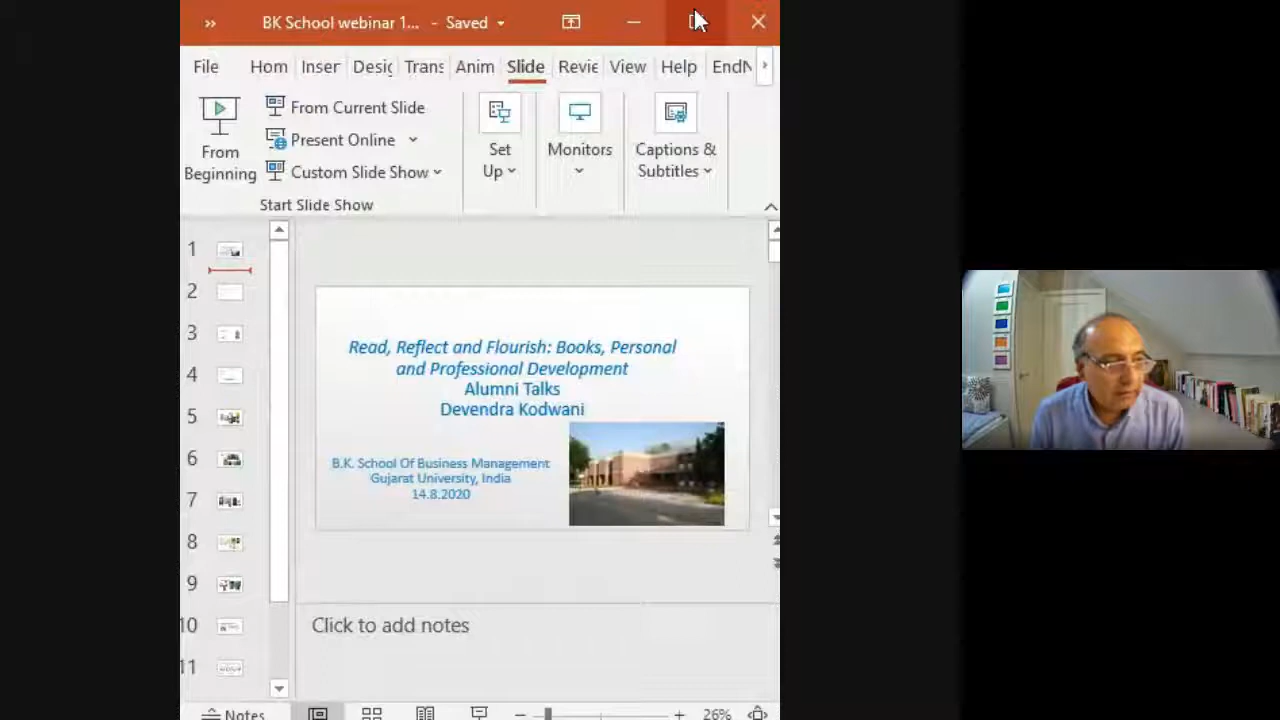 BK School webinar 1... - Saved
File Hom Inser Desig Trans Anim Slide Revie View Help EndN
From Beginning
From Current Slide
Present Online
Custom Slide Show
Start Slide Show
Set Up
Monitors
Captions & Subtitles
1
2
3
4
5
6
7
8
9
10
11
Read, Reflect and Flourish: Books, Personal
and Professional Development
Alumni Talks
Devendra Kodwani
B.K. School Of Business Management
Gujarat University, India
14.8.2020
Click to add notes
Notes
26%